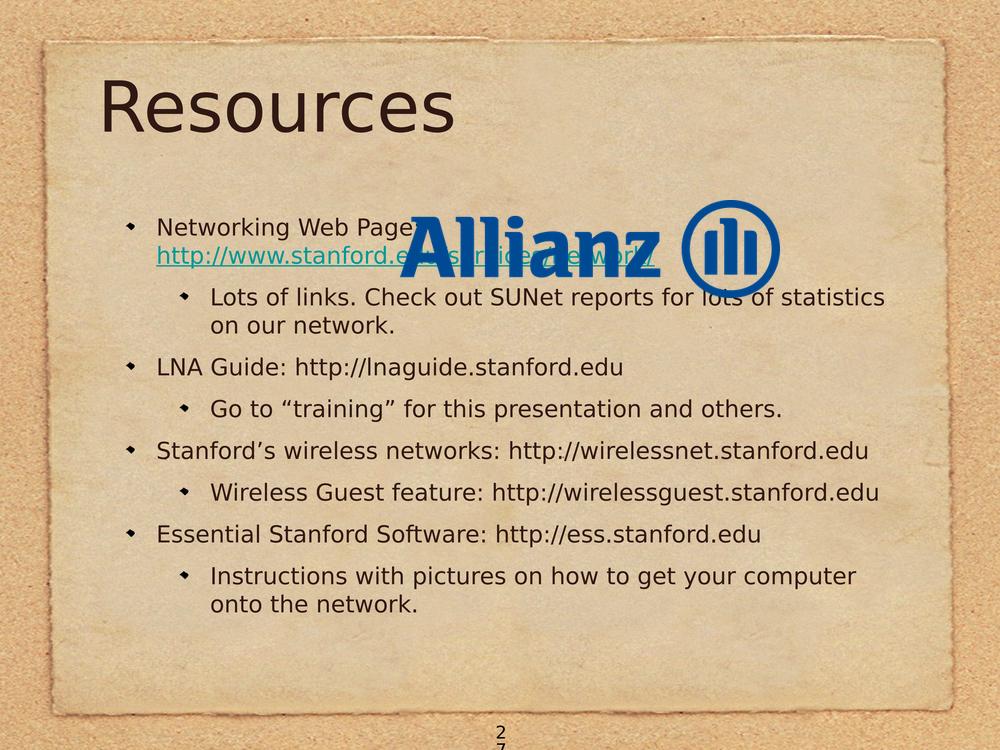 Resources
Networking Web Page:
http://www.stanford.edu/services/network/
Allianz
Lots of links. Check out SUNet reports for lots of statistics
on our network.
LNA Guide: http://lnaguide.stanford.edu
Go to “training” for this presentation and others.
Stanford’s wireless networks: http://wirelessnet.stanford.edu
Wireless Guest feature: http://wirelessguest.stanford.edu
Essential Stanford Software: http://ess.stanford.edu
Instructions with pictures on how to get your computer
onto the network.
2
7